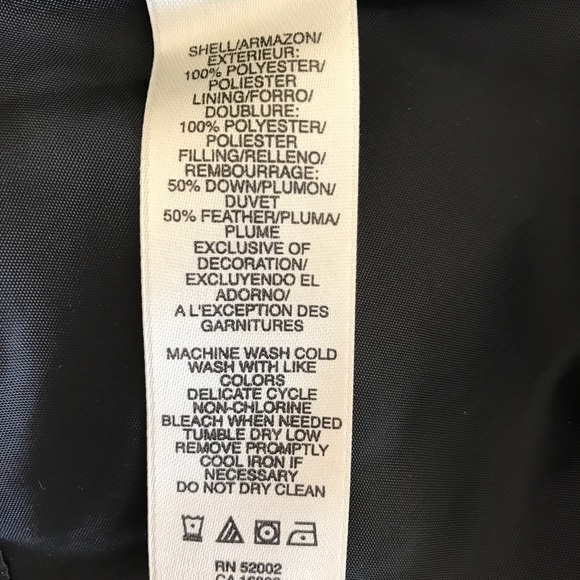 SHELL/ARMAZON/
EXTERIEUR:
100% POLYESTER/
POLIESTER
LINING/FORRO/
DOUBLURE:
100% POLYESTER/
POLIESTER
FILLING/RELLENO/
REMBOURRAGE:
50% DOWN/PLUMON/
DUVET
50% FEATHER/PLUMA/
PLUME
EXCLUSIVE OF
DECORATION/
EXCLUYENDO EL
ADORNO/
A L'EXCEPTION DES
GARNITURES
MACHINE WASH COLD
WASH WITH LIKE
COLORS
DELICATE CYCLE
NON-CHLORINE
BLEACH WHEN NEEDED
TUMBLE DRY LOW
REMOVE PROMPTLY
COOL IRON IF
NECESSARY
DO NOT DRY CLEAN
RN 52002
CA